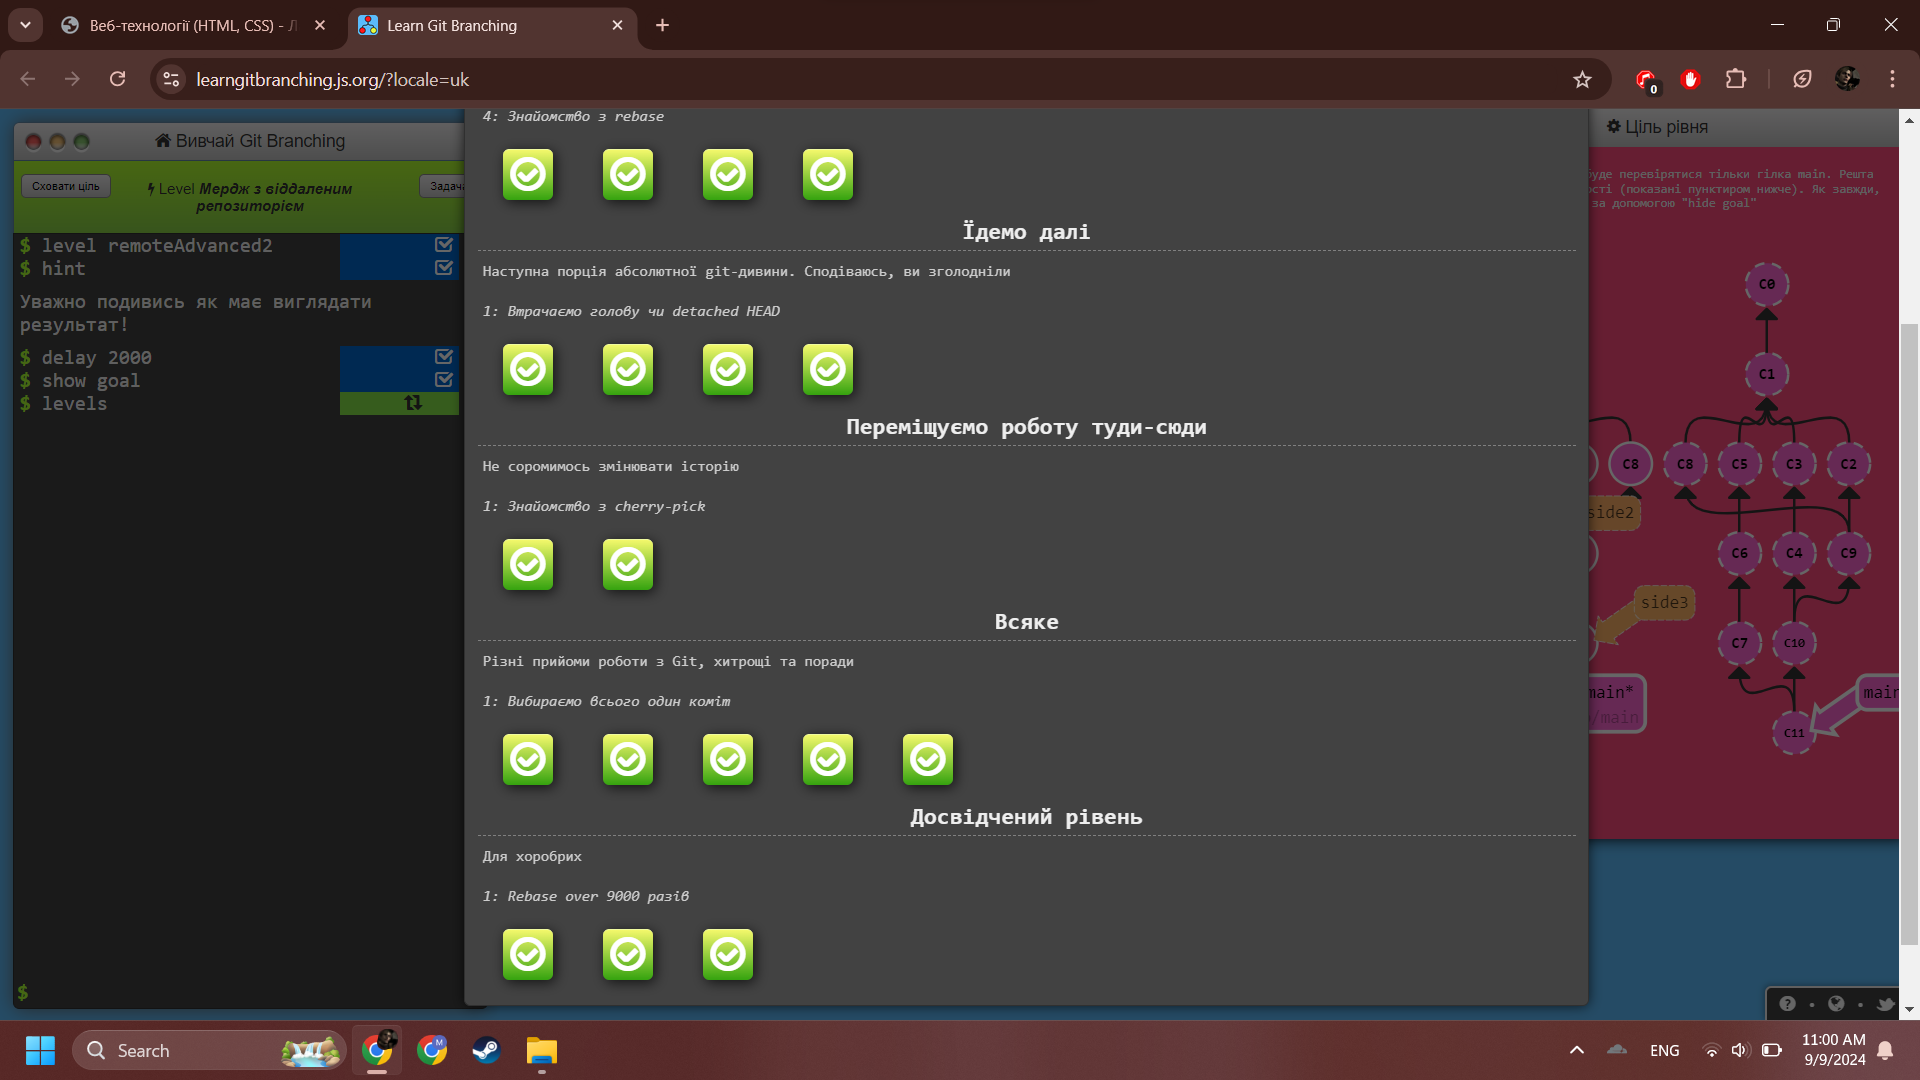 Веб-технології (HTML, CSS) - Л
Learn Git Branching
learngitbranching.js.org/?locale=uk
0
Вивчай Git Branching
Сховати ціль
Level Мердж з віддаленим
репозиторієм
Задача
$ level remoteAdvanced2
$ hint
Уважно подивись як має виглядати
результат!
$ delay 2000
$ show goal
$ levels
$
4: Знайомство з rebase
Їдемо далі
Наступна порція абсолютної git-дивини. Сподіваюсь, ви зголодніли
1: Втрачаємо голову чи detached HEAD
Переміщуємо роботу туди-сюди
Не соромимось змінювати історію
1: Знайомство з cherry-pick
Всяке
Різні прийоми роботи з Git, хитрощі та поради
1: Вибираємо всього один коміт
Досвідчений рівень
Для хоробрих
1: Rebase over 9000 разів
Ціль рівня
буде перевірятися тільки гілка main. Решта
ості (показані пунктиром нижче). Як завжди,
за допомогою "hide goal"
C0
C1
C8 C8 C5 C3 C2
side2
C6 C4 C9
side3
C7 C10
main*
/main
main
C11
Search
ENG
11:00 AM
9/9/2024